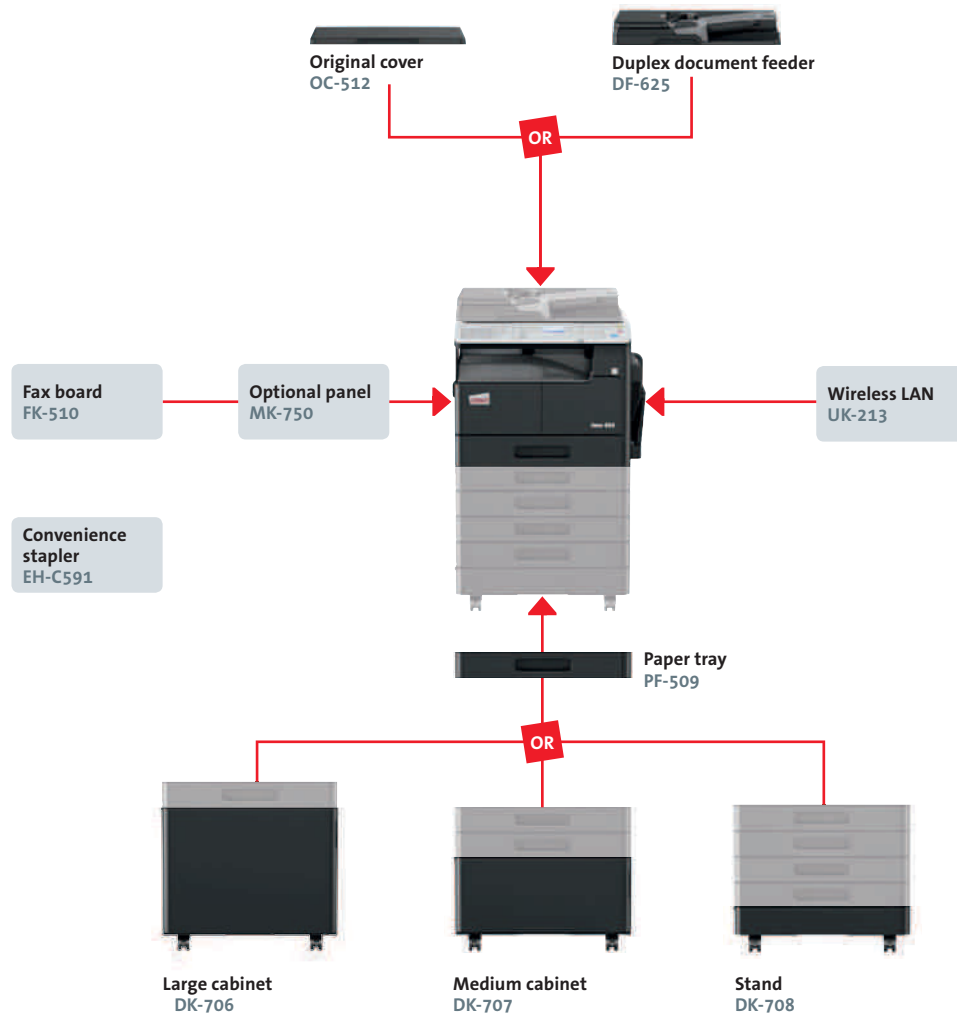 Original cover
OC-512
Duplex document feeder
DF-625
OR
Fax board
FK-510
Optional panel
MK-750
Wireless LAN
UK-213
Convenience
stapler
EH-C591
Paper tray
PF-509
OR
Large cabinet
DK-706
Medium cabinet
DK-707
Stand
DK-708